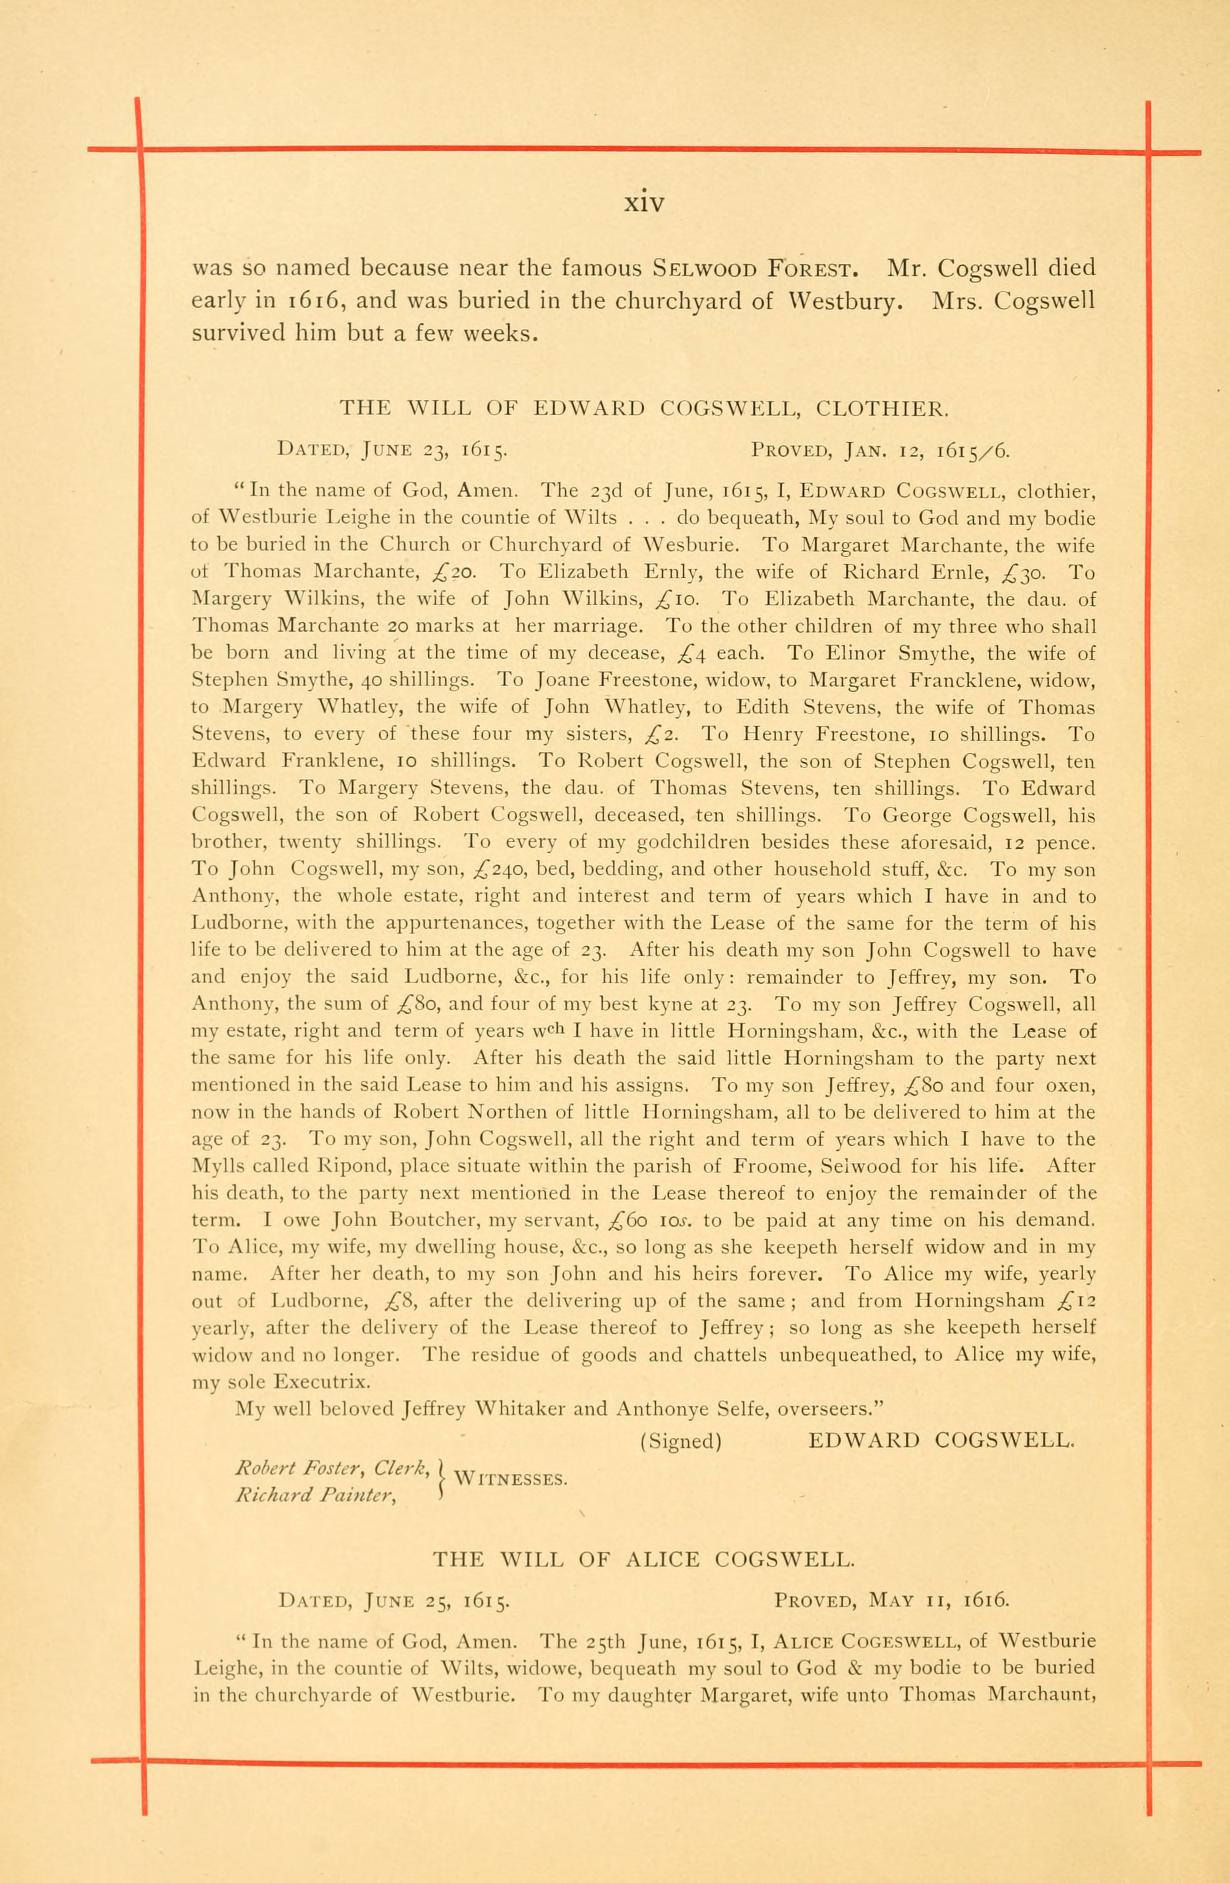 xiv
was so named because near the famous SELWOOD FOREST. Mr. Cogswell died
early in 1616, and was buried in the churchyard of Westbury. Mrs. Cogswell
survived him but a few weeks.
THE WILL OF EDWARD COGSWELL, CLOTHIER.
DATED, JUNE 23, 1615. PROVED, JAN. 12, 1615/6.
"In the name of God, Amen. The 23d of June, 1615, I, EDWARD COGSWELL, clothier,
of Westburie Leighe in the countie of Wilts . . . do bequeath, My soul to God and my bodie
to be buried in the Church or Churchyard of Wesburie. To Margaret Marchante, the wife
of Thomas Marchante, £20. To Elizabeth Ernly, the wife of Richard Ernle, £30. To
Margery Wilkins, the wife of John Wilkins, £10. To Elizabeth Marchante, the dau. of
Thomas Marchante 20 marks at her marriage. To the other children of my three who shall
be born and living at the time of my decease, £4 each. To Elinor Smythe, the wife of
Stephen Smythe, 40 shillings. To Joane Freestone, widow, to Margaret Francklene, widow,
to Margery Whatley, the wife of John Whatley, to Edith Stevens, the wife of Thomas
Stevens, to every of these four my sisters, £2. To Henry Freestone, 10 shillings. To
Edward Franklene, 10 shillings. To Robert Cogswell, the son of Stephen Cogswell, ten
shillings. To Margery Stevens, the dau. of Thomas Stevens, ten shillings. To Edward
Cogswell, the son of Robert Cogswell, deceased, ten shillings. To George Cogswell, his
brother, twenty shillings. To every of my godchildren besides these aforesaid, 12 pence.
To John Cogswell, my son, £240, bed, bedding, and other household stuff, &c. To my son
Anthony, the whole estate, right and interest and term of years which I have in and to
Ludborne, with the appurtenances, together with the Lease of the same for the term of his
life to be delivered to him at the age of 23. After his death my son John Cogswell to have
and enjoy the said Ludborne, &c., for his life only: remainder to Jeffrey, my son. To
Anthony, the sum of £80, and four of my best kyne at 23. To my son Jeffrey Cogswell, all
my estate, right and term of years wch I have in little Horningsham, &c., with the Lease of
the same for his life only. After his death the said little Horningsham to the party next
mentioned in the said Lease to him and his assigns. To my son Jeffrey, £80 and four oxen,
now in the hands of Robert Northen of little Horningsham, all to be delivered to him at the
age of 23. To my son, John Cogswell, all the right and term of years which I have to the
Mylls called Ripond, place situate within the parish of Froome, Selwood for his life. After
his death, to the party next mentioned in the Lease thereof to enjoy the remainder of the
term. I owe John Boutcher, my servant, £60 10s. to be paid at any time on his demand.
To Alice, my wife, my dwelling house, &c., so long as she keepeth herself widow and in my
name. After her death, to my son John and his heirs forever. To Alice my wife, yearly
out of Ludborne, £8, after the delivering up of the same; and from Horningsham £12
yearly, after the delivery of the Lease thereof to Jeffrey; so long as she keepeth herself
widow and no longer. The residue of goods and chattels unbequeathed, to Alice my wife,
my sole Executrix.
My well beloved Jeffrey Whitaker and Anthonye Selfe, overseers."
(Signed) EDWARD COGSWELL.
Robert Foster, Clerk, } WITNESSES.
Richard Painter,
THE WILL OF ALICE COGSWELL.
DATED, JUNE 25, 1615. PROVED, MAY 11, 1616.
"In the name of God, Amen. The 25th June, 1615, I, ALICE COGESWELL, of Westburie
Leighe, in the countie of Wilts, widowe, bequeath my soul to God & my bodie to be buried
in the churchyarde of Westburie. To my daughter Margaret, wife unto Thomas Marchaunt,